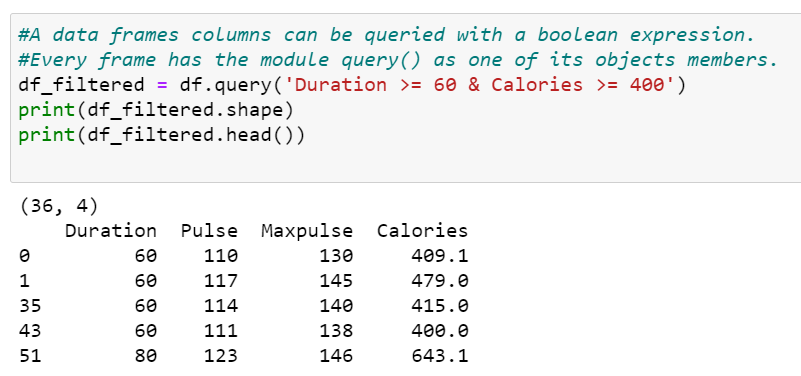 #A data frames columns can be queried with a boolean expression.
#Every frame has the module query() as one of its objects members.
df_filtered = df.query('Duration >= 60 & Calories >= 400')
print(df_filtered.shape)
print(df_filtered.head())
(36, 4)
    Duration  Pulse  Maxpulse  Calories
0         60    110       130     409.1
1         60    117       145     479.0
35        60    114       140     415.0
43        60    111       138     400.0
51        80    123       146     643.1